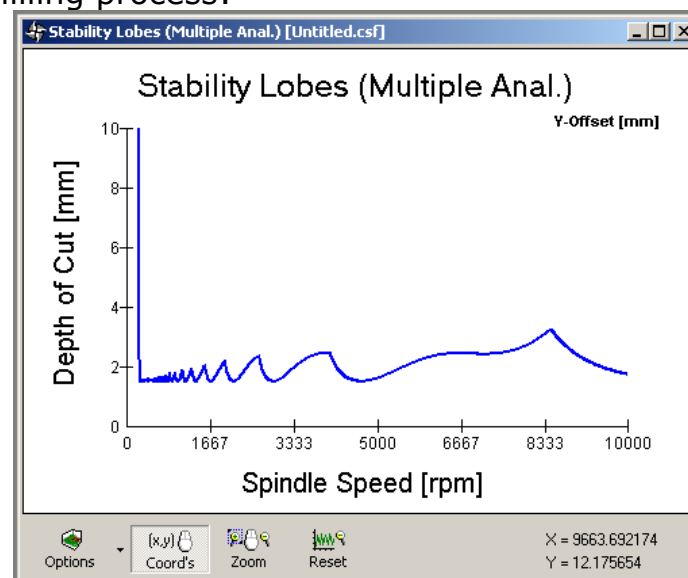 illing process.
Stability Lobes (Multiple Anal.) [Untitled.csf]
Stability Lobes (Multiple Anal.)
Y-Offset [mm]
Depth of Cut [mm]
10
8
6
4
2
0
0 1667 3333 5000 6667 8333 10000
Spindle Speed [rpm]
Options
(x,y) Coord's
Zoom
Reset
X = 9663.692174
Y = 12.175654